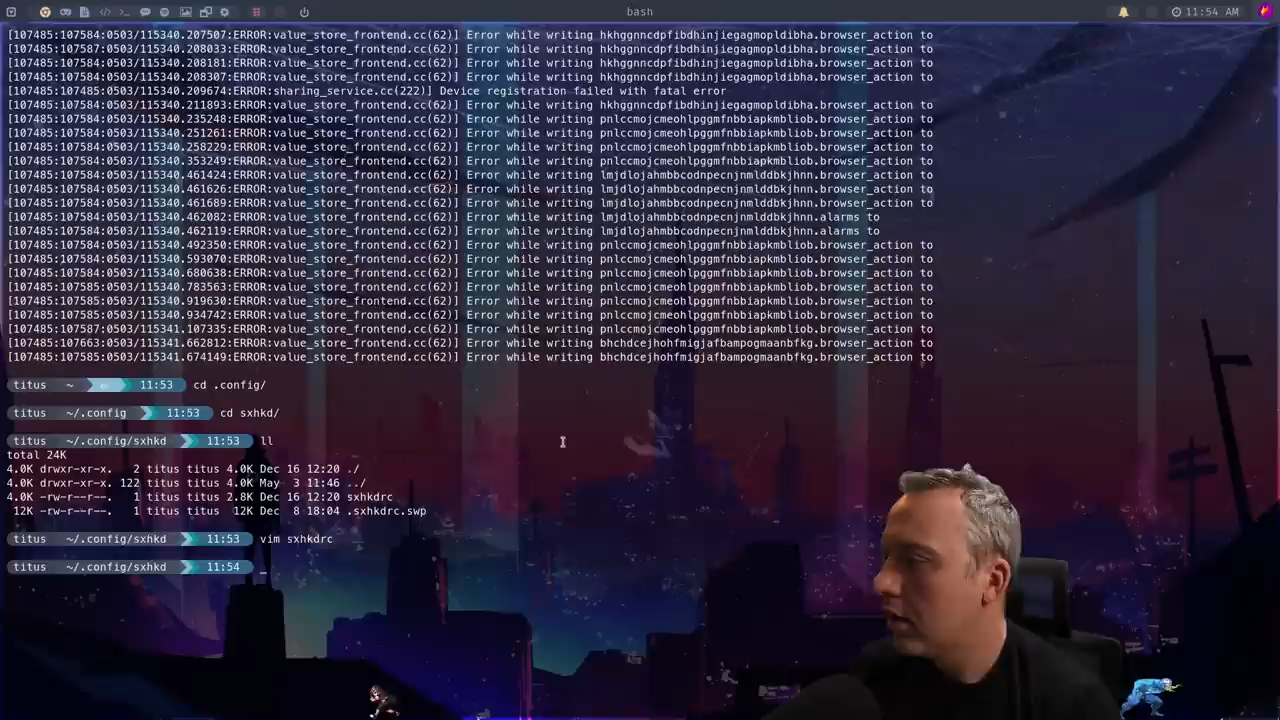 bash
11:54 AM
[107485:107584:0503/115340.207507:ERROR:value_store_frontend.cc(62)] Error while writing hkhggnncdpfibdhinjiegagmopldibha.browser_action to
[107485:107587:0503/115340.208033:ERROR:value_store_frontend.cc(62)] Error while writing hkhggnncdpfibdhinjiegagmopldibha.browser_action to
[107485:107584:0503/115340.208181:ERROR:value_store_frontend.cc(62)] Error while writing hkhggnncdpfibdhinjiegagmopldibha.browser_action to
[107485:107584:0503/115340.208307:ERROR:value_store_frontend.cc(62)] Error while writing hkhggnncdpfibdhinjiegagmopldibha.browser_action to
[107485:107485:0503/115340.209674:ERROR:sharing_service.cc(222)] Device registration failed with fatal error
[107485:107584:0503/115340.211893:ERROR:value_store_frontend.cc(62)] Error while writing hkhggnncdpfibdhinjiegagmopldibha.browser_action to
[107485:107584:0503/115340.235248:ERROR:value_store_frontend.cc(62)] Error while writing pnlccmojcmeohlpggmfnbbiapkmbliob.browser_action to
[107485:107584:0503/115340.251261:ERROR:value_store_frontend.cc(62)] Error while writing pnlccmojcmeohlpggmfnbbiapkmbliob.browser_action to
[107485:107584:0503/115340.258229:ERROR:value_store_frontend.cc(62)] Error while writing pnlccmojcmeohlpggmfnbbiapkmbliob.browser_action to
[107485:107584:0503/115340.353249:ERROR:value_store_frontend.cc(62)] Error while writing pnlccmojcmeohlpggmfnbbiapkmbliob.browser_action to
[107485:107584:0503/115340.461424:ERROR:value_store_frontend.cc(62)] Error while writing lmjdlojahmbbcodnpecnjnmlddbkjhnn.browser_action to
[107485:107584:0503/115340.461626:ERROR:value_store_frontend.cc(62)] Error while writing lmjdlojahmbbcodnpecnjnmlddbkjhnn.browser_action to
[107485:107584:0503/115340.461689:ERROR:value_store_frontend.cc(62)] Error while writing lmjdlojahmbbcodnpecnjnmlddbkjhnn.browser_action to
[107485:107584:0503/115340.462082:ERROR:value_store_frontend.cc(62)] Error while writing lmjdlojahmbbcodnpecnjnmlddbkjhnn.alarms to
[107485:107584:0503/115340.462119:ERROR:value_store_frontend.cc(62)] Error while writing lmjdlojahmbbcodnpecnjnmlddbkjhnn.alarms to
[107485:107584:0503/115340.492350:ERROR:value_store_frontend.cc(62)] Error while writing pnlccmojcmeohlpggmfnbbiapkmbliob.browser_action to
[107485:107584:0503/115340.593070:ERROR:value_store_frontend.cc(62)] Error while writing pnlccmojcmeohlpggmfnbbiapkmbliob.browser_action to
[107485:107584:0503/115340.680638:ERROR:value_store_frontend.cc(62)] Error while writing pnlccmojcmeohlpggmfnbbiapkmbliob.browser_action to
[107485:107585:0503/115340.783563:ERROR:value_store_frontend.cc(62)] Error while writing pnlccmojcmeohlpggmfnbbiapkmbliob.browser_action to
[107485:107585:0503/115340.919630:ERROR:value_store_frontend.cc(62)] Error while writing pnlccmojcmeohlpggmfnbbiapkmbliob.browser_action to
[107485:107585:0503/115340.934742:ERROR:value_store_frontend.cc(62)] Error while writing pnlccmojcmeohlpggmfnbbiapkmbliob.browser_action to
[107485:107587:0503/115341.107335:ERROR:value_store_frontend.cc(62)] Error while writing pnlccmojcmeohlpggmfnbbiapkmbliob.browser_action to
[107485:107663:0503/115341.662812:ERROR:value_store_frontend.cc(62)] Error while writing bhchdcejhohfmigjafbampogmaanbfkg.browser_action to
[107485:107585:0503/115341.674149:ERROR:value_store_frontend.cc(62)] Error while writing bhchdcejhohfmigjafbampogmaanbfkg.browser_action to
titus ~ 11:53 cd .config/
titus ~/.config 11:53 cd sxhkd/
titus ~/.config/sxhkd 11:53 ll
total 24K
4.0K drwxr-xr-x. 2 titus titus 4.0K Dec 16 12:20 ./
4.0K drwxr-xr-x. 122 titus titus 4.0K May 3 11:46 ../
4.0K -rw-r--r--. 1 titus titus 2.8K Dec 16 12:20 sxhkdrc
12K -rw-r--r--. 1 titus titus 12K Dec 8 18:04 .sxhkdrc.swp
titus ~/.config/sxhkd 11:53 vim sxhkdrc
titus ~/.config/sxhkd 11:54 _